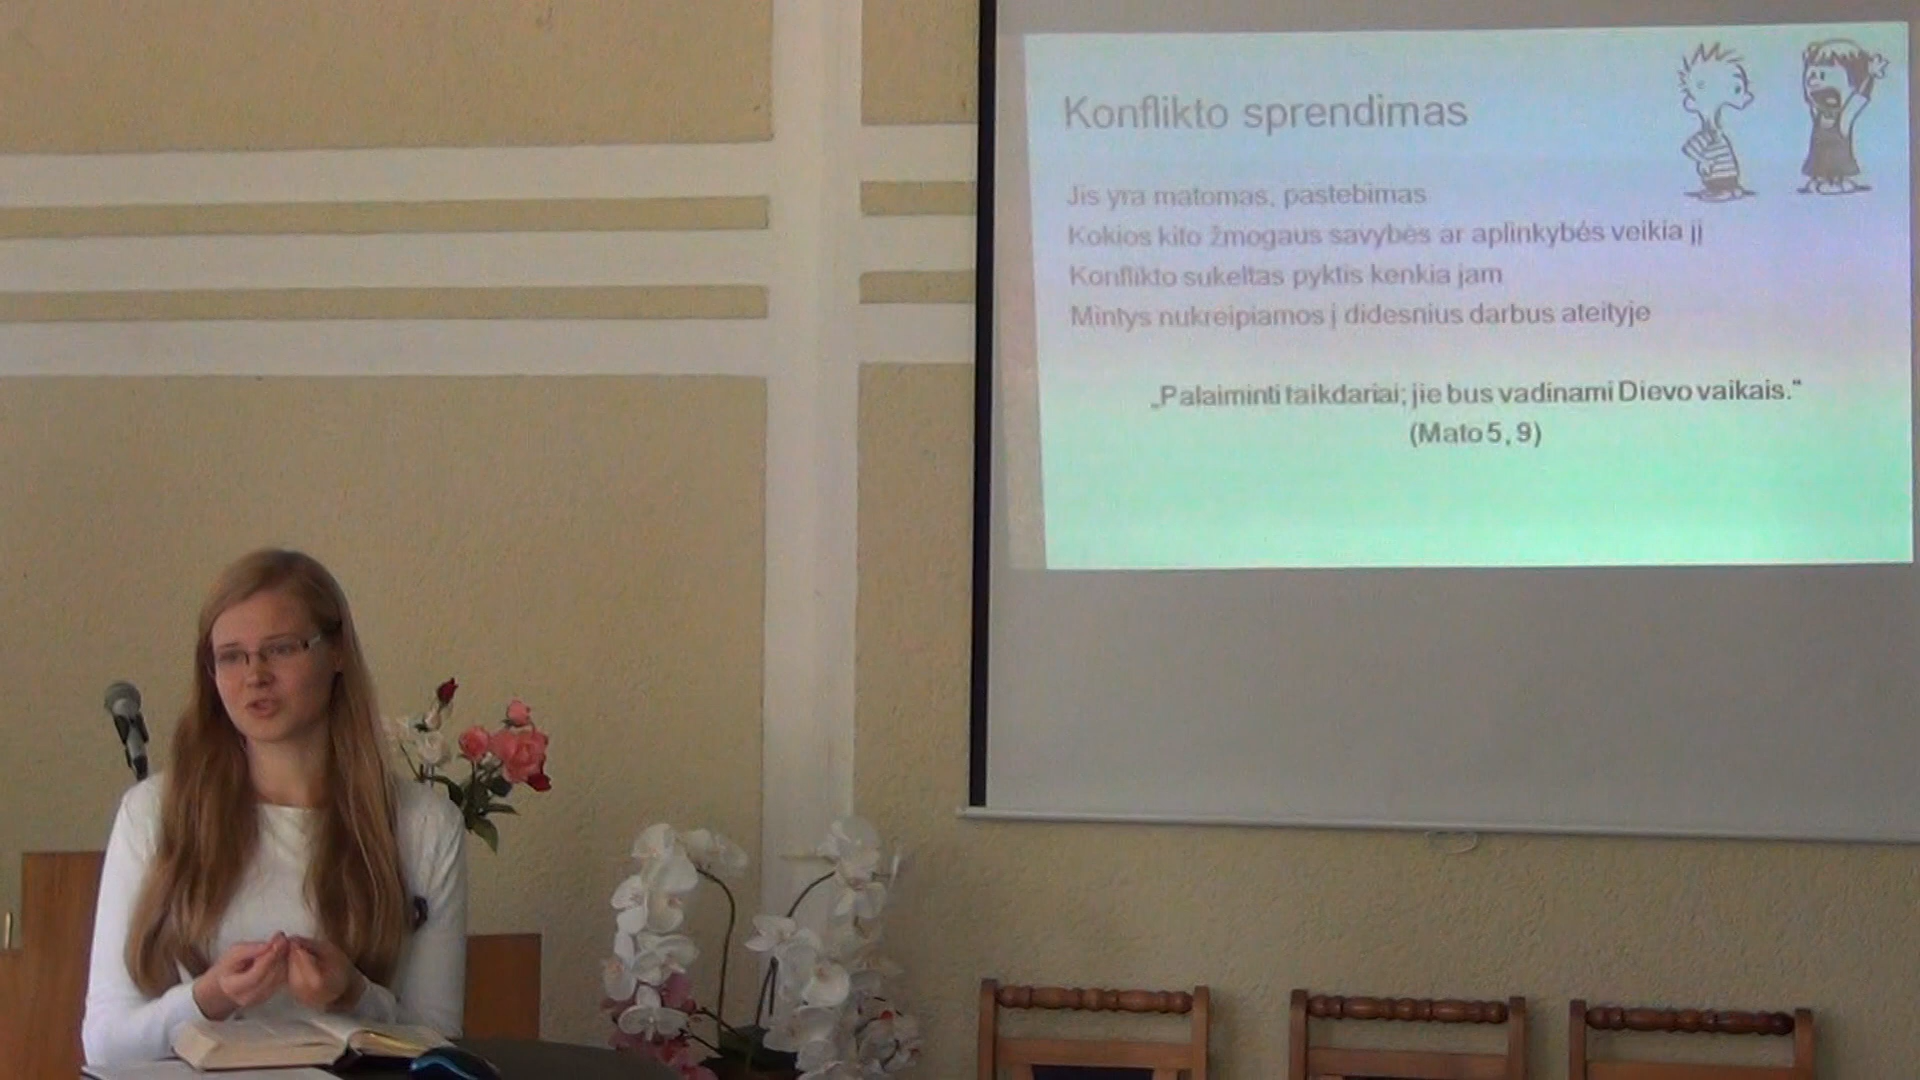 Konflikto sprendimas
Jis yra matomas, pastebimas
Kokios kito žmogaus savybės ar aplinkybės veikia jį
Konflikto sukeltas pyktis kenkia jam
Mintys nukreipiamos į didesnius darbus ateityje
„Palaiminti taikdariai; jie bus vadinami Dievo vaikais.“
(Mato 5, 9)